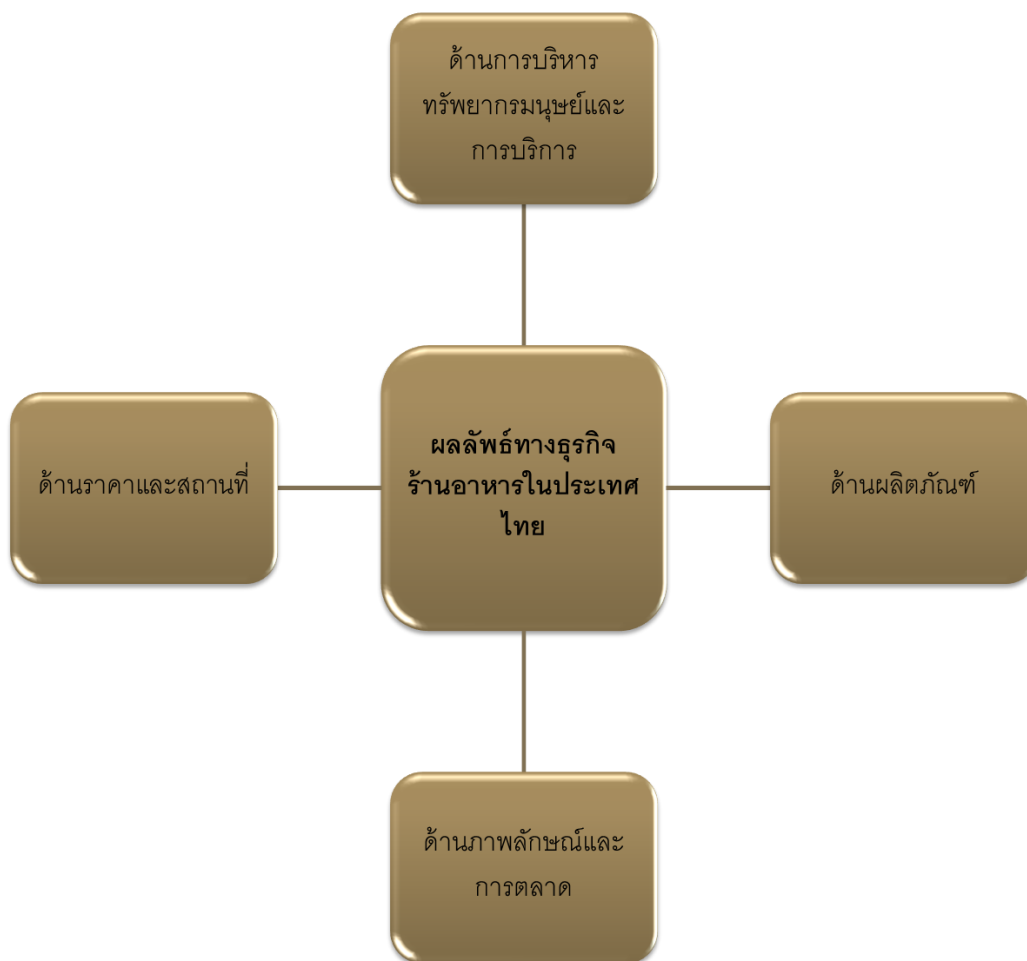 ด้านการบริหาร
ทรัพยากรมนุษย์และ
การบริการ
ด้านราคาและสถานที่
ผลลัพธ์ทางธุรกิจ
ร้านอาหารในประเทศ
ไทย
ด้านผลิตภัณฑ์
ด้านภาพลักษณ์และ
การตลาด